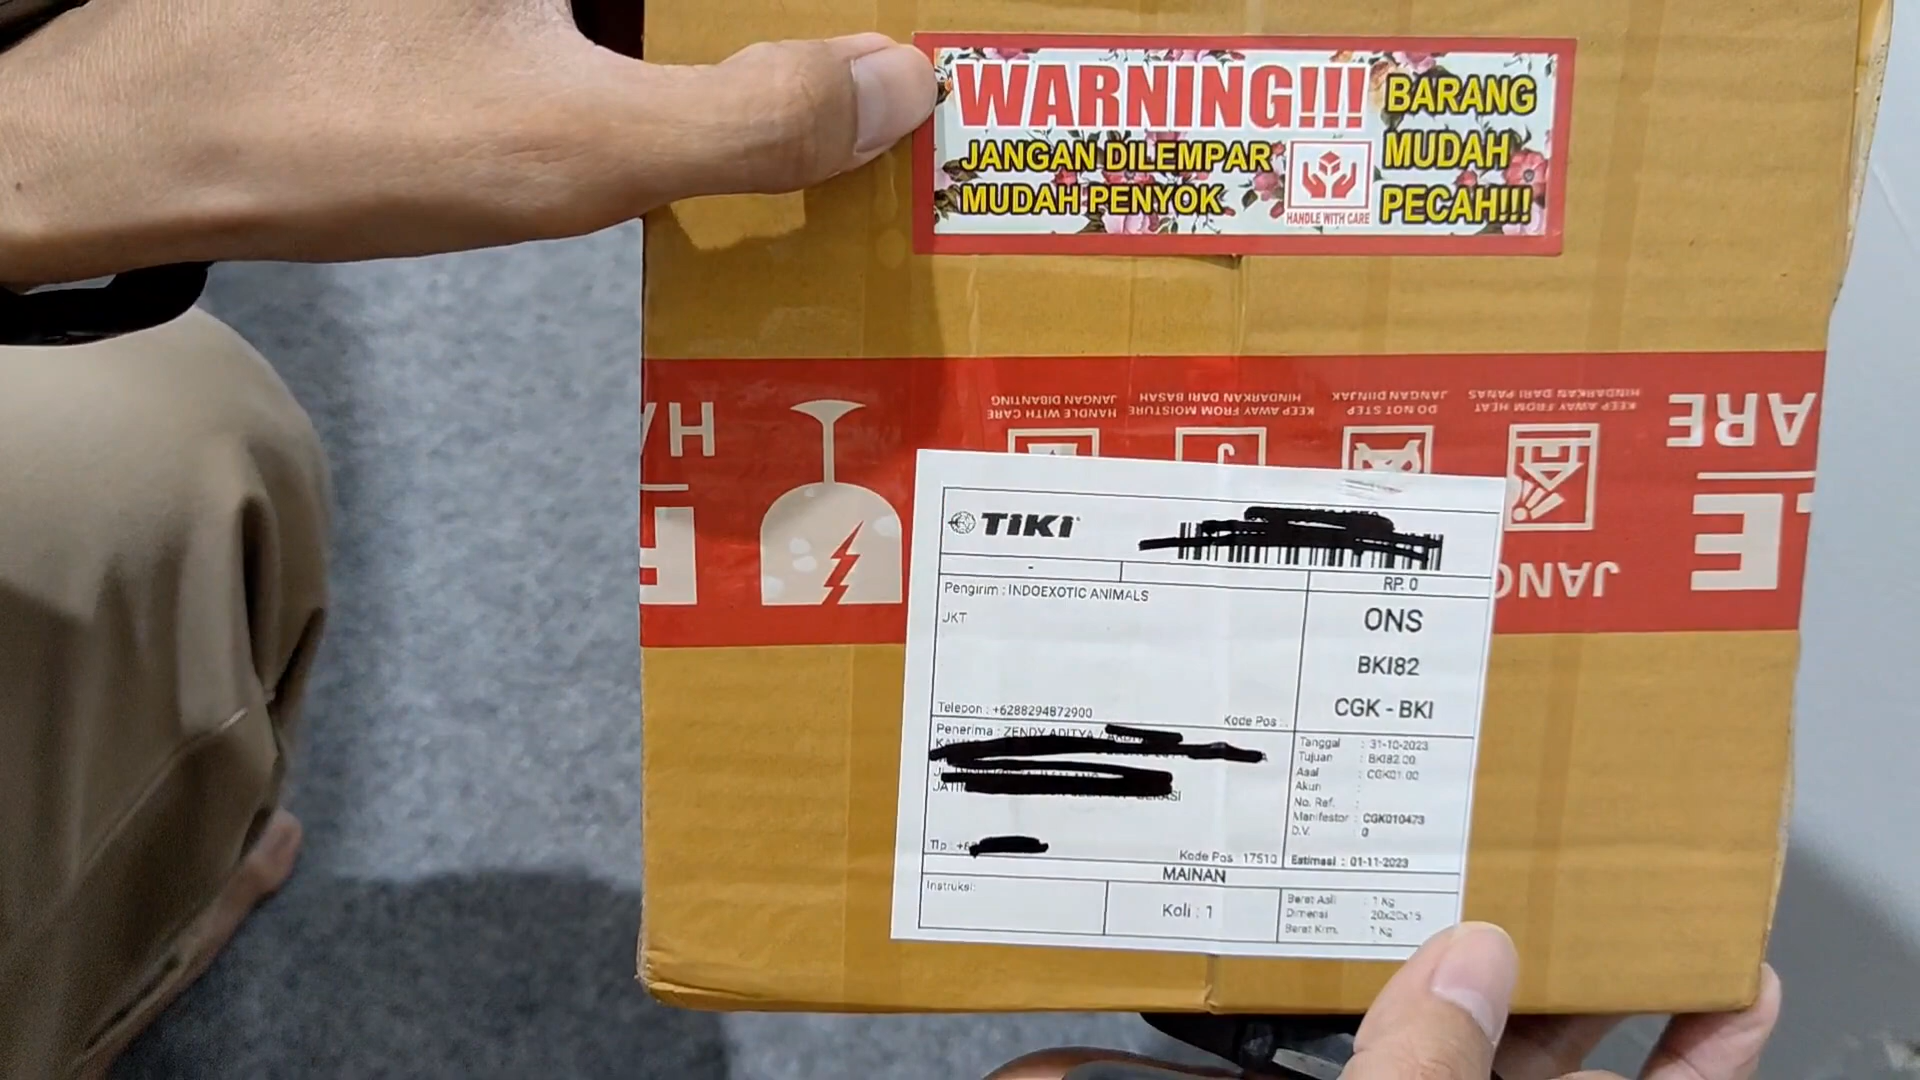 WARNING!!!
JANGAN DILEMPAR
MUDAH PENYOK
HANDLE WITH CARE
BARANG
MUDAH
PECAH!!!
HANDLE WITH CARE
JANGAN DIBANTING
KEEP AWAY FROM MOISTURE
HINDARKAN DARI BASAH
DO NOT STEP
JANGAN DIINJAK
KEEP AWAY FROM HEAT
HINDARKAN DARI PANAS
ARE
E
JANG
HA
F
TIKI
-
RP. 0
Pengirim : INDOEXOTIC ANIMALS
JKT
Telepon : +6288294872900
Kode Pos :
ONS
BKI82
CGK - BKI
Penerima : ZENDY ADITYA /
Tlp : +6
Kode Pos : 17510
Tanggal : 31-10-2023
Tujuan : BKI82.00
Asal : CGK01.00
Akun :
No. Ref. :
Manifestor : CGK010473
D.V. : 0
Estimasi : 01-11-2023
MAINAN
Instruksi:
Koli : 1
Berat Asli : 1 Kg
Dimensi : 20x20x15
Berat Krm. : 1 Kg